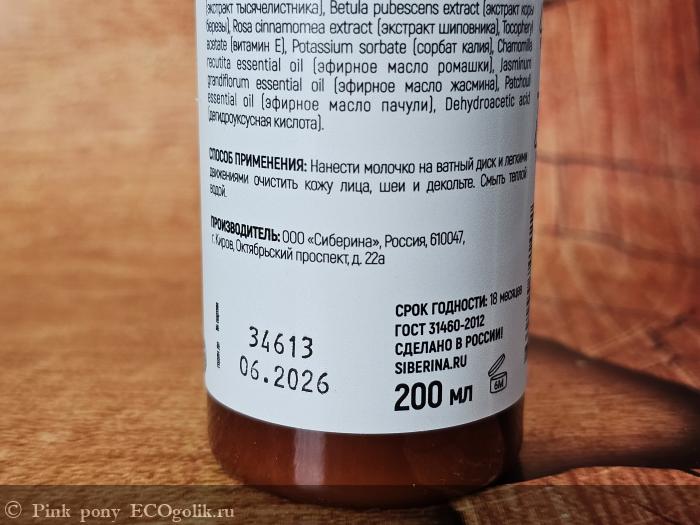 (экстракт тысячелистника), Betula pubescens extract (экстракт коры
березы), Rosa cinnamomea extract (экстракт шиповника), Tocopheryl
acetate (витамин Е), Potassium sorbate (сорбат калия), Chamomilla
recutita essential oil (эфирное масло ромашки), Jasminum
grandiflorum essential oil (эфирное масло жасмина), Patchouli
essential oil (эфирное масло пачули), Dehydroacetic acid
(дегидроуксусная кислота).
СПОСОБ ПРИМЕНЕНИЯ: Нанести молочко на ватный диск и легкими
движениями очистить кожу лица, шеи и декольте. Смыть теплой
водой.
ПРОИЗВОДИТЕЛЬ: ООО «Сиберина», Россия, 610047,
г. Киров, Октябрьский проспект, д. 22а
СРОК ГОДНОСТИ: 18 месяцев
ГОСТ 31460-2012
СДЕЛАНО В РОССИИ!
SIBERINA.RU
200 мл
6М
34613
06.2026
© Pink pony ECOgolik.ru